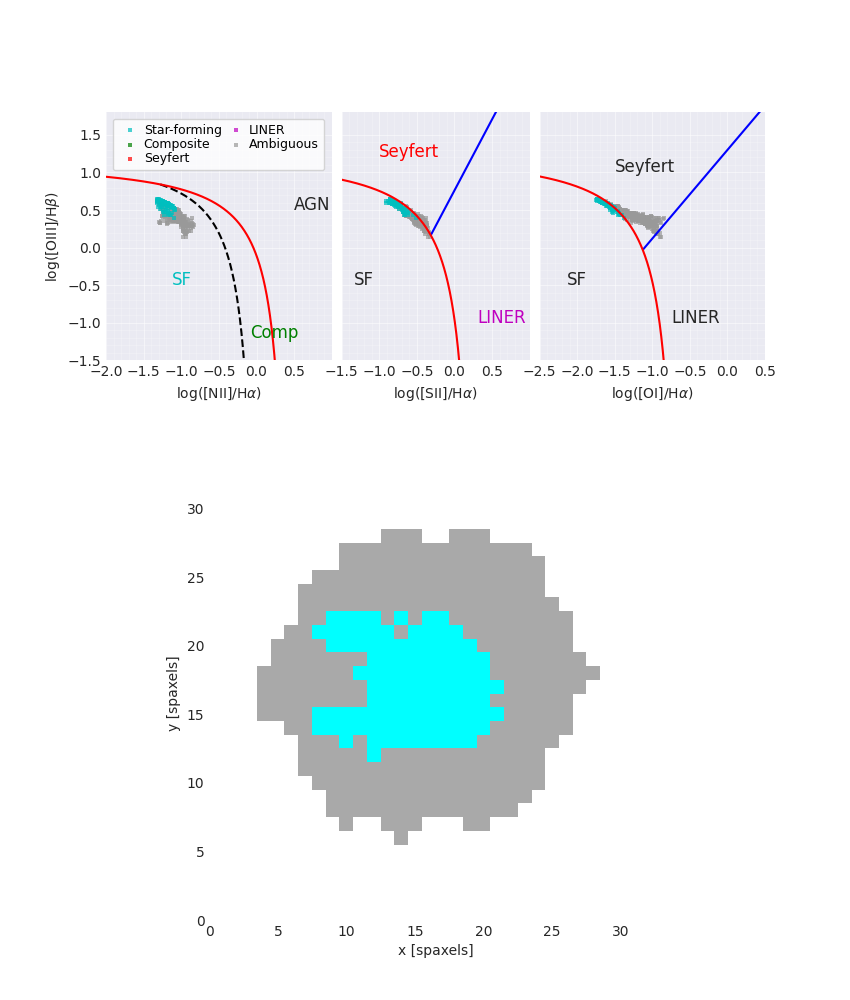 Star-forming
Composite
Seyfert
LINER
Ambiguous
1.5
1.0
0.5
0.0
−0.5
−1.0
−1.5
log([OIII]/Hβ)
AGN
SF
Comp
−2.0 −1.5 −1.0 −0.5 0.0 0.5
log([NII]/Hα)
Seyfert
SF
LINER
−1.5 −1.0 −0.5 0.0 0.5
log([SII]/Hα)
Seyfert
SF
LINER
−2.5 −2.0 −1.5 −1.0 −0.5 0.0 0.5
log([OI]/Hα)
30
25
20
15
10
5
0
y [spaxels]
0 5 10 15 20 25 30
x [spaxels]